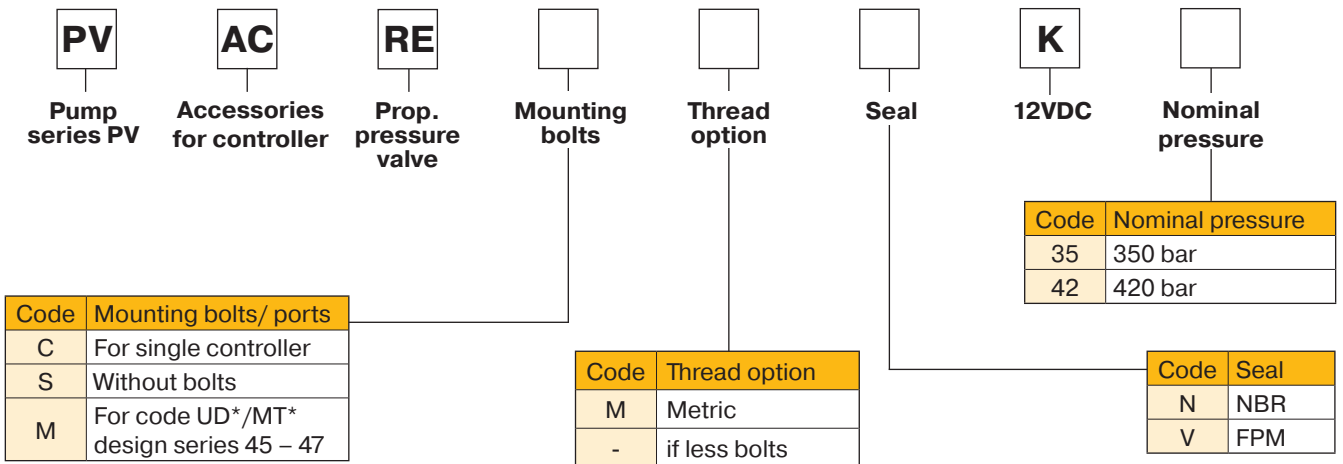 PV AC RE K
Pump series PV
Accessories for controller
Prop. pressure valve
Mounting bolts
Thread option
Seal
12VDC
Nominal pressure
Code Nominal pressure
35 350 bar
42 420 bar
Code Mounting bolts/ ports
C For single controller
S Without bolts
M For code UD*/MT*
design series 45 – 47
Code Thread option
M Metric
- if less bolts
Code Seal
N NBR
V FPM